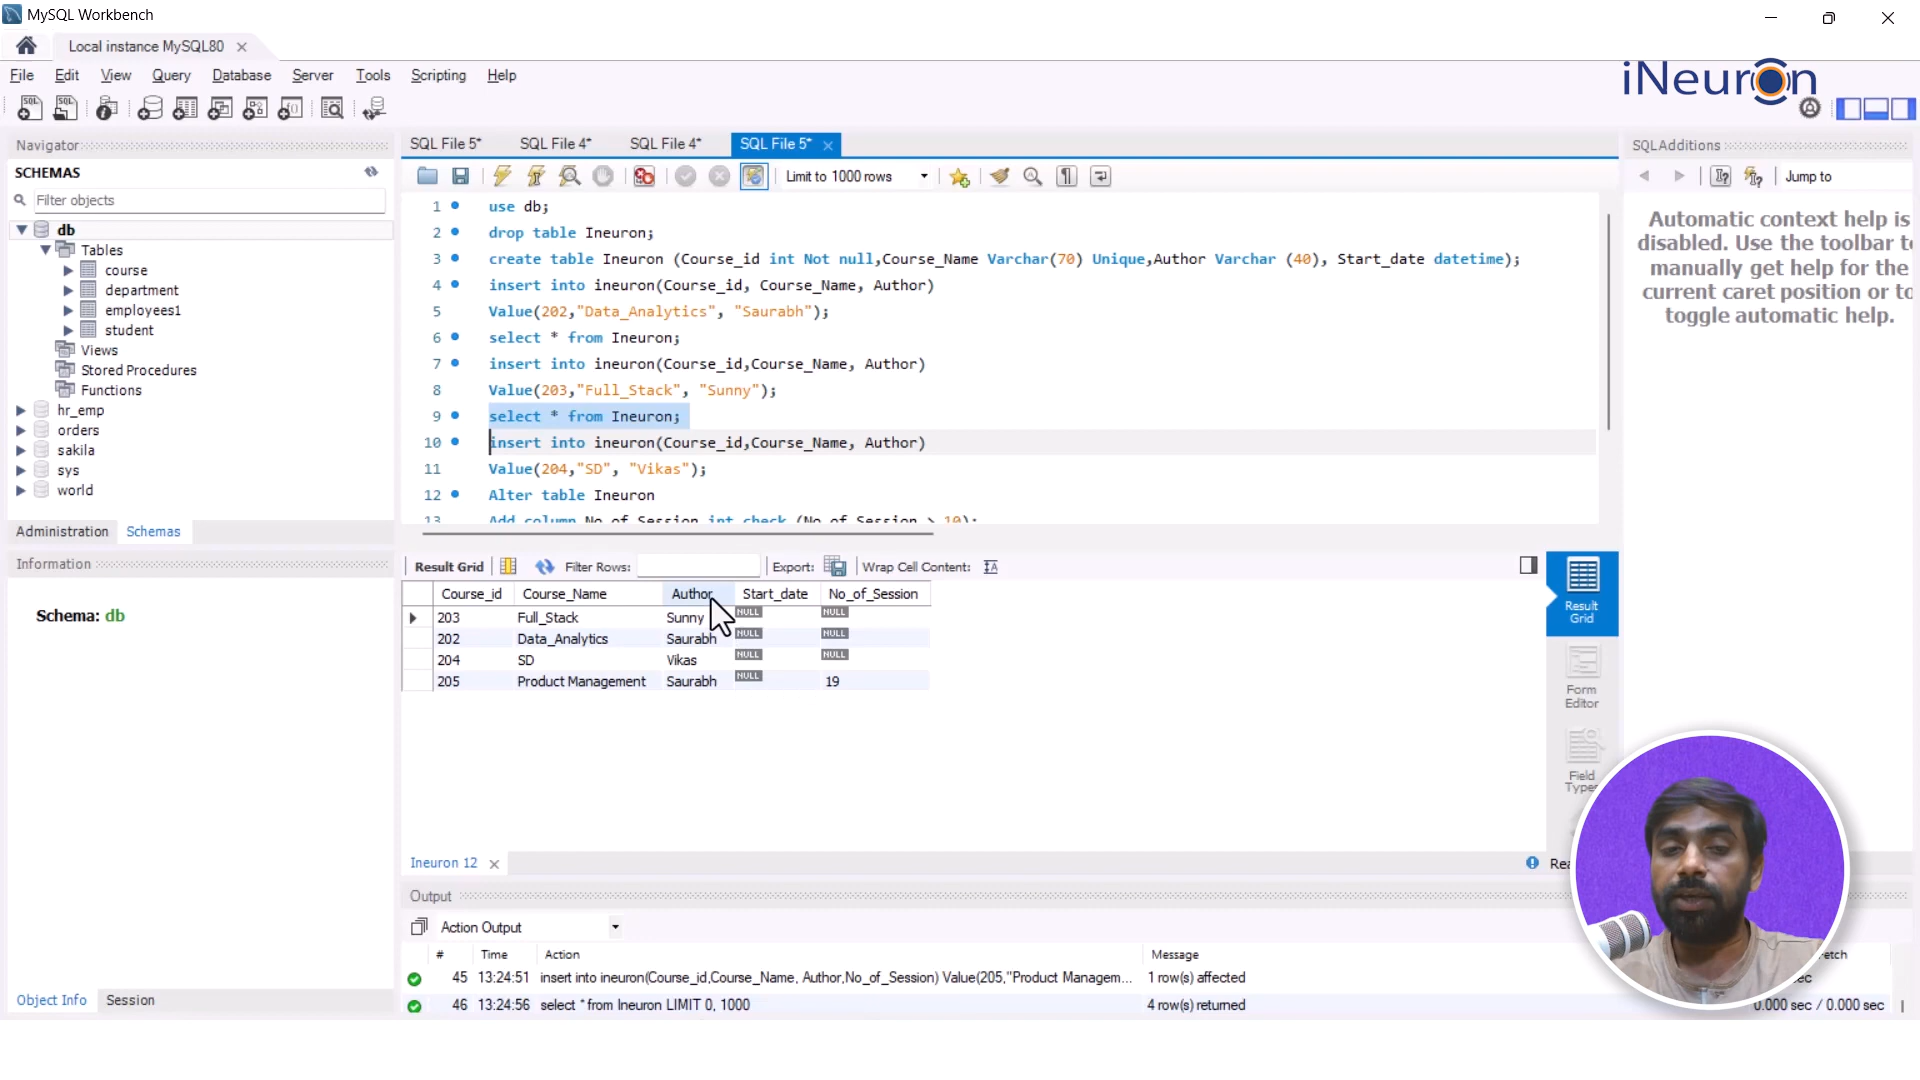 MySQL Workbench
Local instance MySQL80
File Edit View Query Database Server Tools Scripting Help
iNeuron
Navigator
SCHEMAS
Filter objects
db
Tables
course
department
employees1
student
Views
Stored Procedures
Functions
hr_emp
orders
sakila
sys
world
Administration Schemas
Information
Schema: db
Object Info Session
SQL File 5* SQL File 4* SQL File 4* SQL File 5*
Limit to 1000 rows
1 use db;
2 drop table Ineuron;
3 create table Ineuron (Course_id int Not null,Course_Name Varchar(70) Unique,Author Varchar (40), Start_date datetime);
4 insert into ineuron(Course_id, Course_Name, Author)
5 Value(202,"Data_Analytics", "Saurabh");
6 select * from Ineuron;
7 insert into ineuron(Course_id,Course_Name, Author)
8 Value(203,"Full_Stack", "Sunny");
9 select * from Ineuron;
10 insert into ineuron(Course_id,Course_Name, Author)
11 Value(204,"SD", "Vikas");
12 Alter table Ineuron
13 Add column No_of_Session int check (No_of_Session > 10);
Result Grid Filter Rows: Export: Wrap Cell Content:
Course_id Course_Name Author Start_date No_of_Session
203 Full_Stack Sunny NULL NULL
202 Data_Analytics Saurabh NULL NULL
204 SD Vikas NULL NULL
205 Product Management Saurabh NULL 19
Result
Grid
Form
Editor
Field
Types
Ineuron 12
Output
Action Output
# Time Action Message
45 13:24:51 insert into ineuron(Course_id,Course_Name, Author,No_of_Session) Value(205,"Product Managem... 1 row(s) affected
46 13:24:56 select * from Ineuron LIMIT 0, 1000 4 row(s) returned 0.000 sec / 0.000 sec
SQLAdditions
Jump to
Automatic context help is
disabled. Use the toolbar to
manually get help for the
current caret position or to
toggle automatic help.